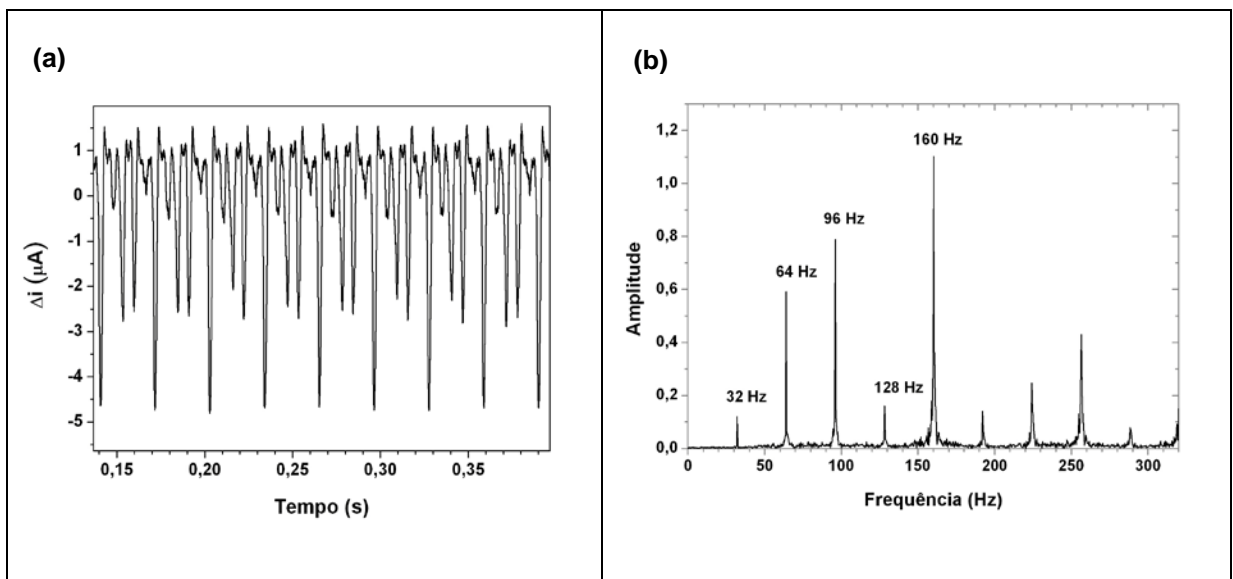 (a)
1
0
-1
-2
-3
-4
-5
Δi (μA)
0,15 0,20 0,25 0,30 0,35
Tempo (s)
(b)
1,2
1,0
0,8
0,6
0,4
0,2
0,0
Amplitude
160 Hz
96 Hz
64 Hz
128 Hz
32 Hz
0 50 100 150 200 250 300
Frequência (Hz)